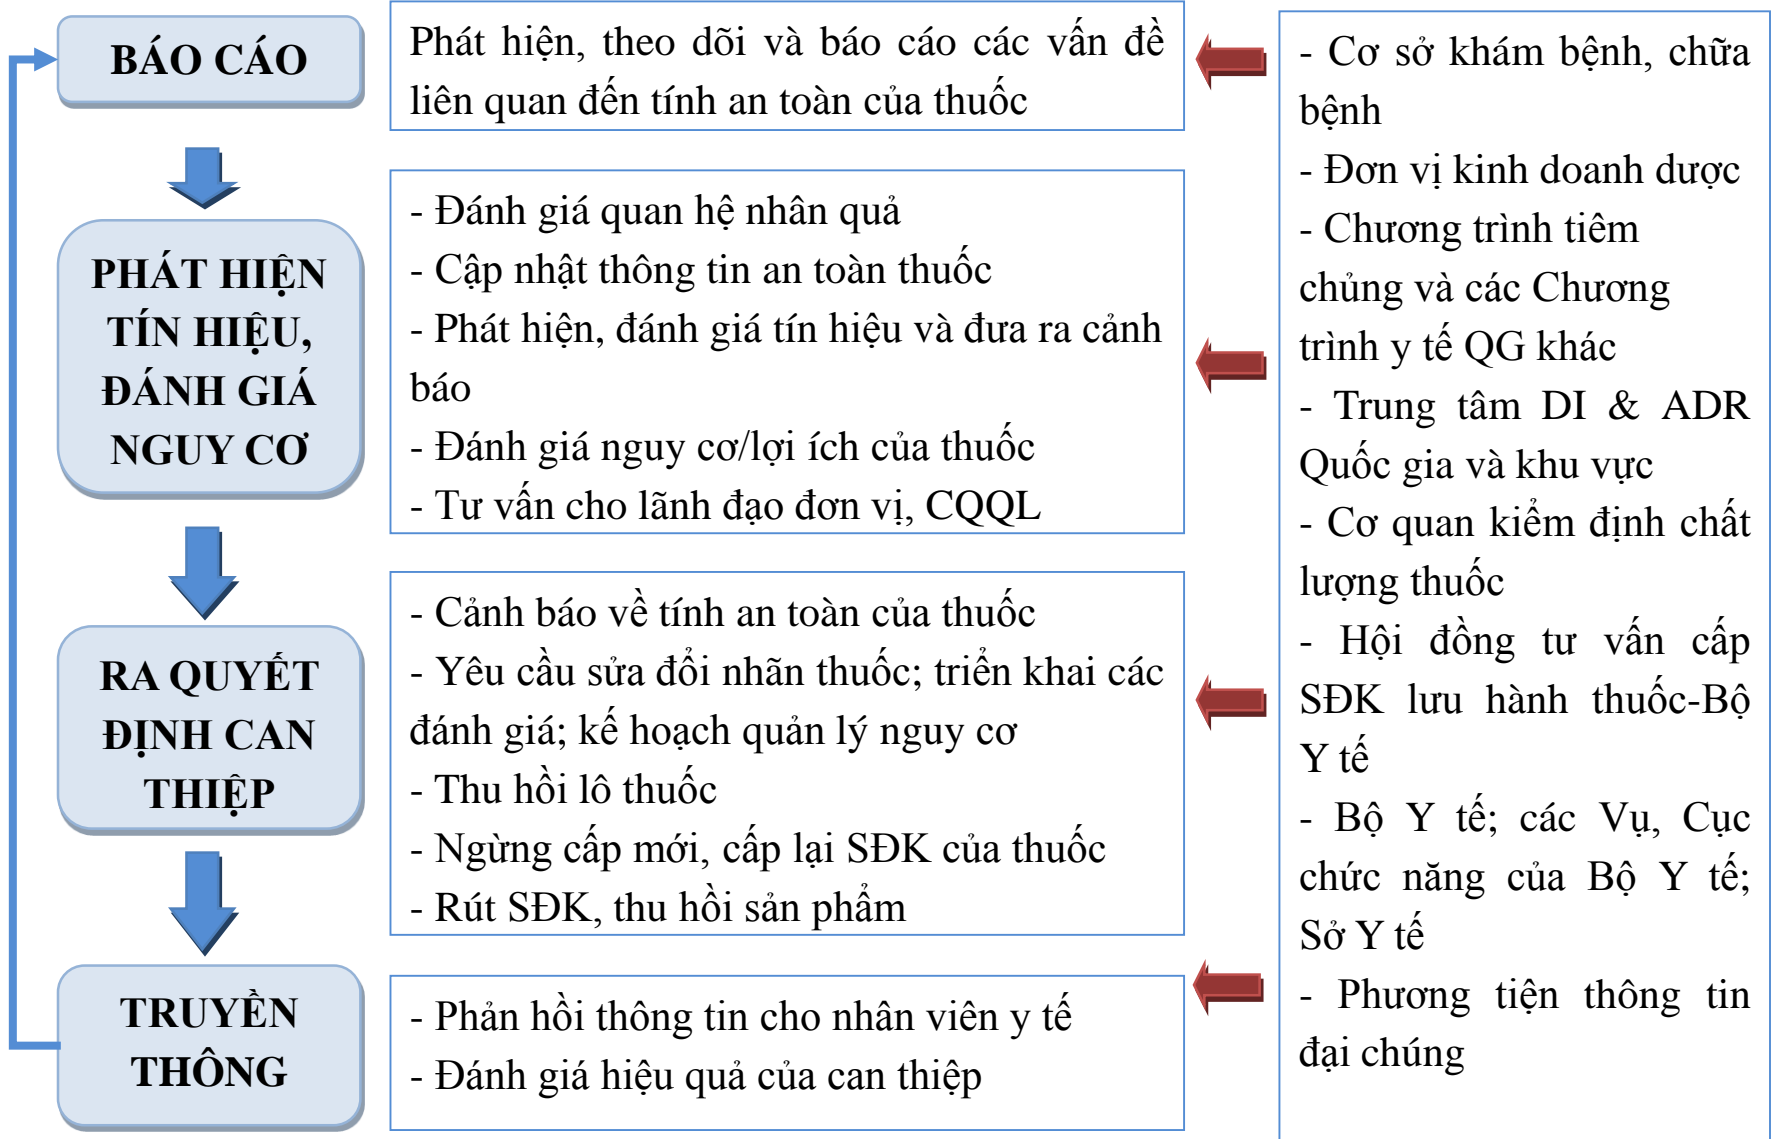 BÁO CÁO
Phát hiện, theo dõi và báo cáo các vấn đề
liên quan đến tính an toàn của thuốc
PHÁT HIỆN
TÍN HIỆU,
ĐÁNH GIÁ
NGUY CƠ
- Đánh giá quan hệ nhân quả
- Cập nhật thông tin an toàn thuốc
- Phát hiện, đánh giá tín hiệu và đưa ra cảnh
báo
- Đánh giá nguy cơ/lợi ích của thuốc
- Tư vấn cho lãnh đạo đơn vị, CQQL
RA QUYẾT
ĐỊNH CAN
THIỆP
- Cảnh báo về tính an toàn của thuốc
- Yêu cầu sửa đổi nhãn thuốc; triển khai các
đánh giá; kế hoạch quản lý nguy cơ
- Thu hồi lô thuốc
- Ngừng cấp mới, cấp lại SĐK của thuốc
- Rút SĐK, thu hồi sản phẩm
TRUYỀN
THÔNG
- Phản hồi thông tin cho nhân viên y tế
- Đánh giá hiệu quả của can thiệp
- Cơ sở khám bệnh, chữa
bệnh
- Đơn vị kinh doanh dược
- Chương trình tiêm
chủng và các Chương
trình y tế QG khác
- Trung tâm DI & ADR
Quốc gia và khu vực
- Cơ quan kiểm định chất
lượng thuốc
- Hội đồng tư vấn cấp
SĐK lưu hành thuốc-Bộ
Y tế
- Bộ Y tế; các Vụ, Cục
chức năng của Bộ Y tế;
Sở Y tế
- Phương tiện thông tin
đại chúng